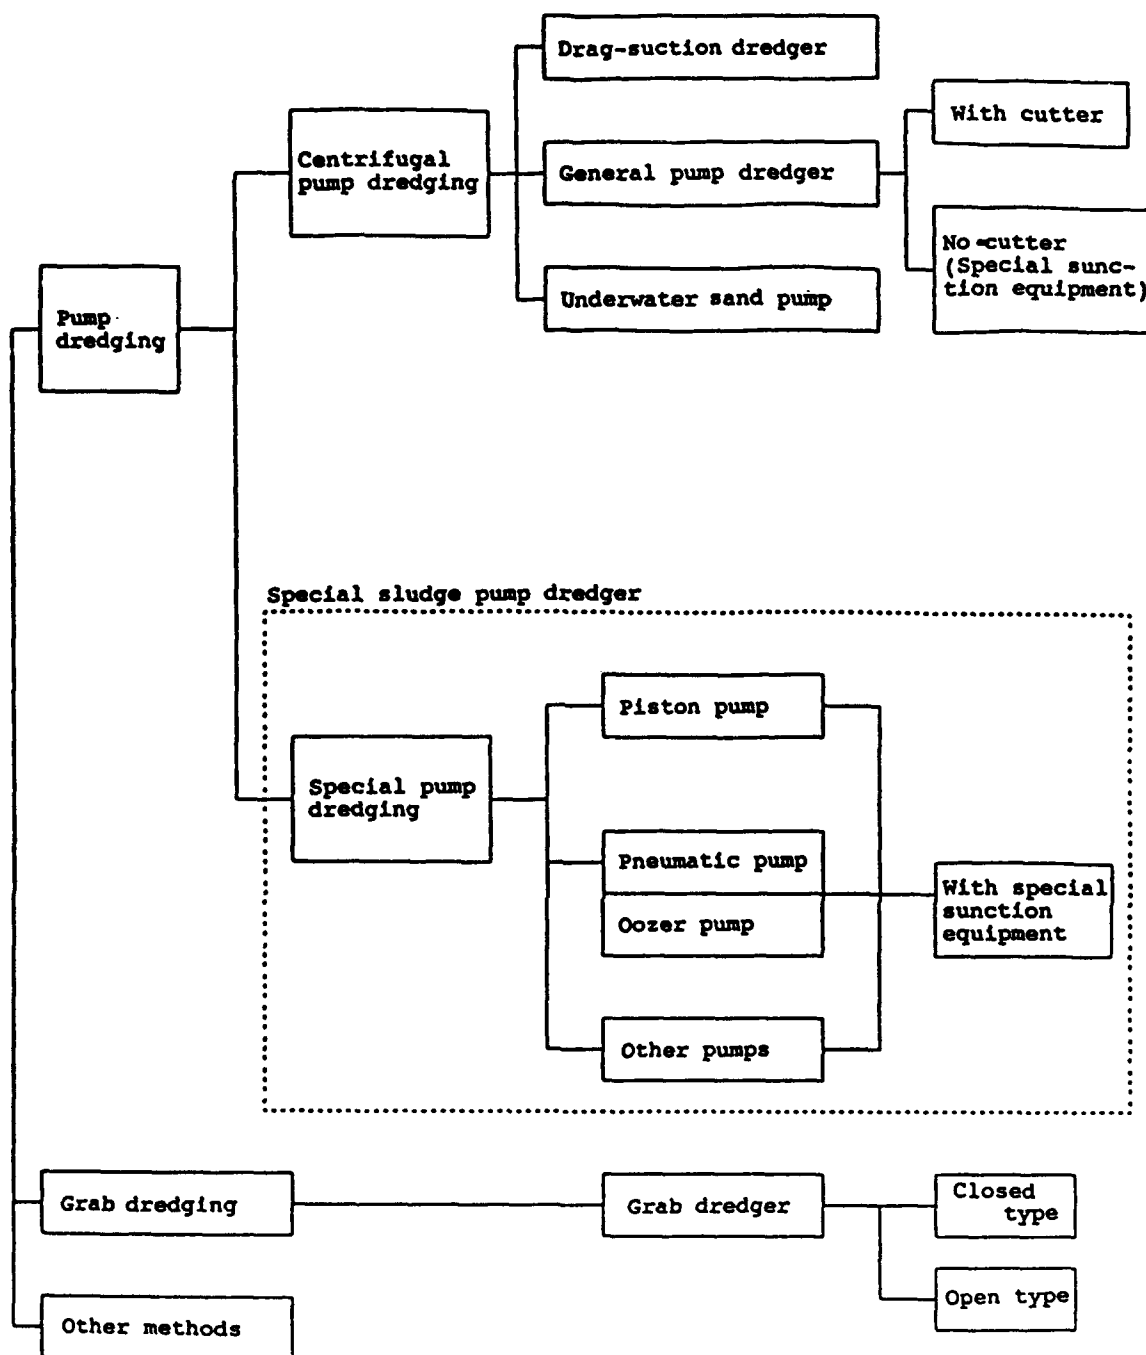 Drag-suction dredger
With cutter
Centrifugal
pump dredging
General pump dredger
No-cutter
(Special sunc-
tion equipment)
Underwater sand pump
Pump
dredging
Special sludge pump dredger
Piston pump
Special pump
dredging
Pneumatic pump
Oozer pump
With special
sunction
equipment
Other pumps
Grab dredging
Grab dredger
Closed
type
Open type
Other methods